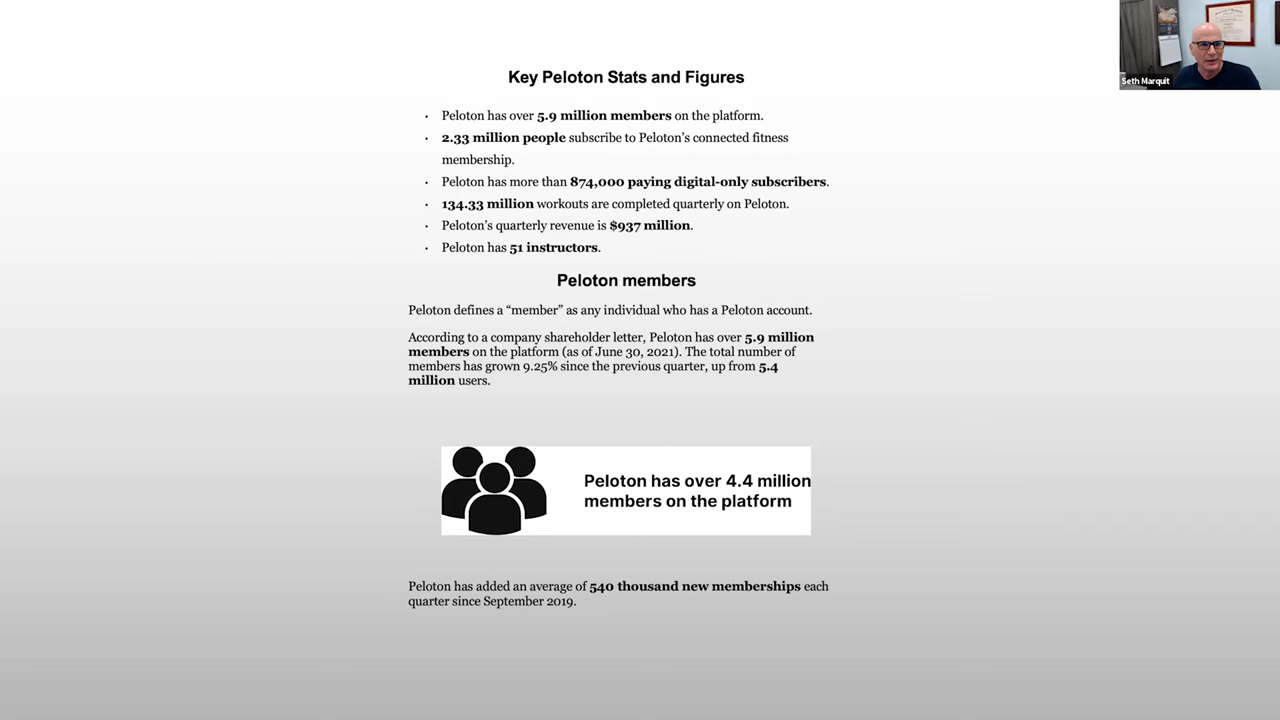 Key Peloton Stats and Figures
Seth Marquit
· Peloton has over 5.9 million members on the platform.
· 2.33 million people subscribe to Peloton’s connected fitness
membership.
· Peloton has more than 874,000 paying digital-only subscribers.
· 134.33 million workouts are completed quarterly on Peloton.
· Peloton’s quarterly revenue is $937 million.
· Peloton has 51 instructors.
Peloton members
Peloton defines a “member” as any individual who has a Peloton account.
According to a company shareholder letter, Peloton has over 5.9 million
members on the platform (as of June 30, 2021). The total number of
members has grown 9.25% since the previous quarter, up from 5.4
million users.
Peloton has over 4.4 million
members on the platform
Peloton has added an average of 540 thousand new memberships each
quarter since September 2019.